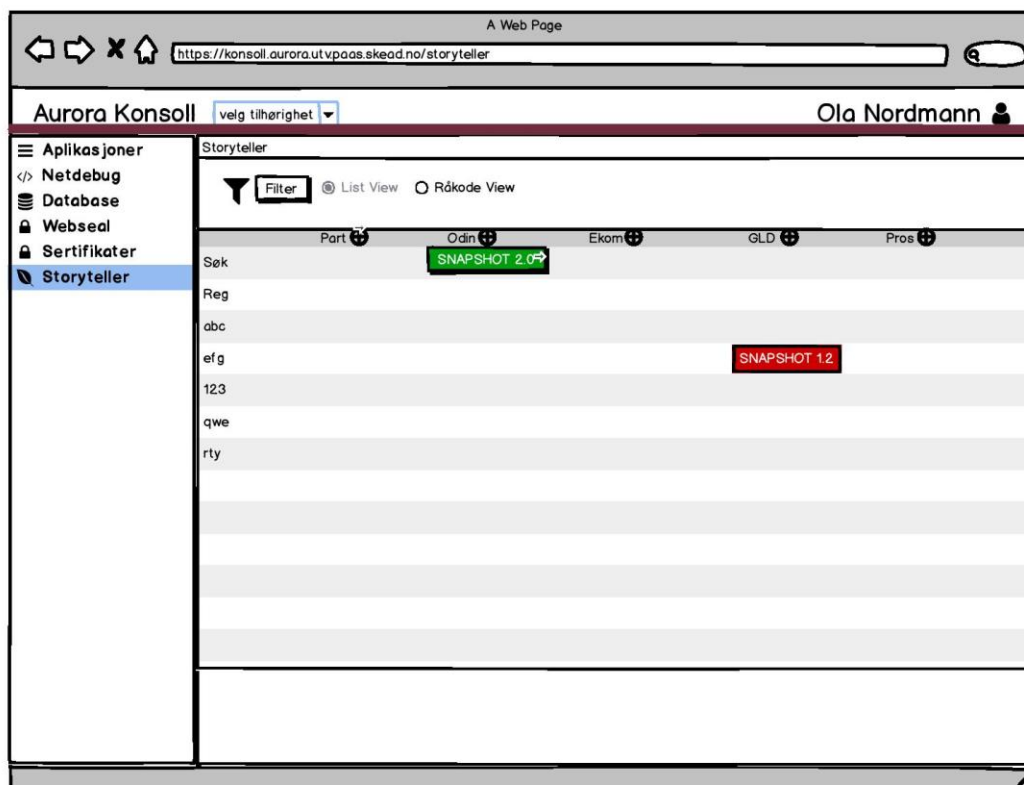 A Web Page
https://konsoll.aurora.utv.paas.skead.no/storyteller
Aurora Konsoll velg tilhørighet Ola Nordmann
Aplikasjoner
Netdebug
Database
Webseal
Sertifikater
Storyteller
Storyteller
Filter List View Råkode View
Part Odin Ekom GLD Pros
Søk SNAPSHOT 2.0
Reg
abc
efg SNAPSHOT 1.2
123
qwe
rty